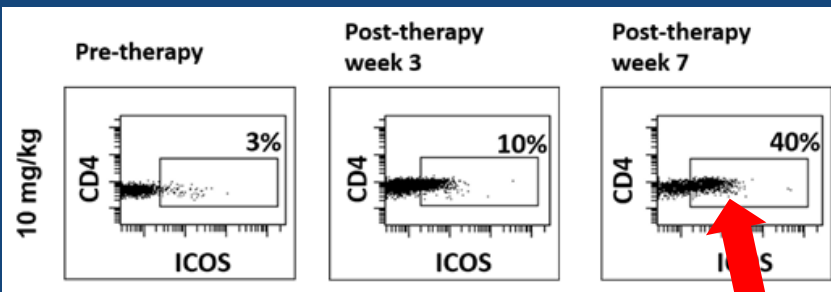 Pre-therapy
Post-therapy
week 3
Post-therapy
week 7
10 mg/kg
CD4
3%
ICOS
CD4
10%
ICOS
CD4
40%
ICOS